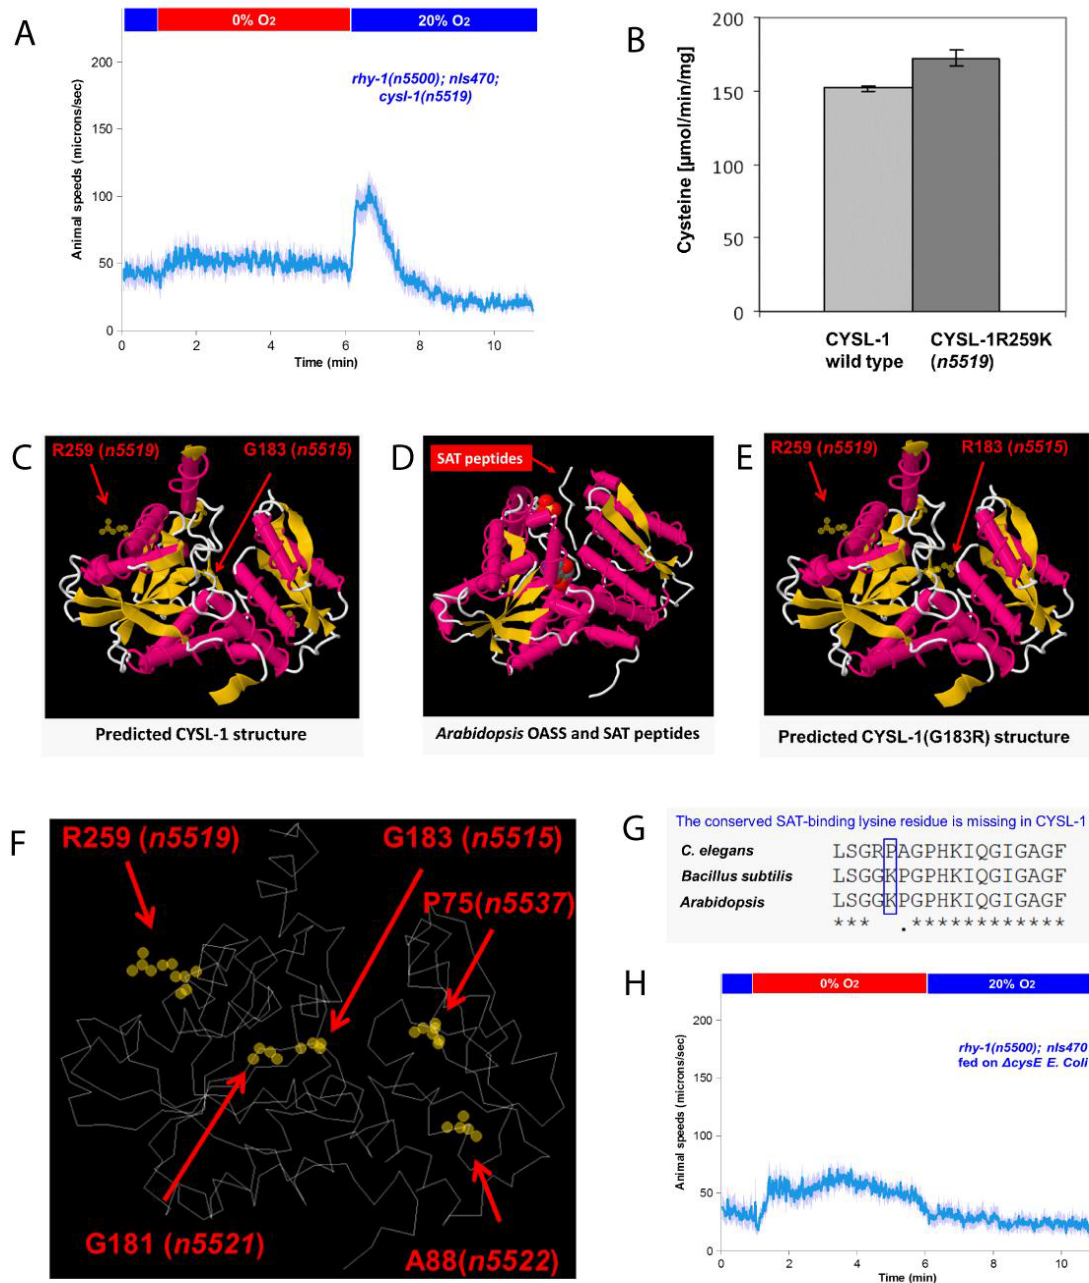 A
0% O2
20% O2
rhy-1(n5500); nIs470;
cysl-1(n5519)
Animal speeds (microns/sec)
200
150
100
50
0
0 2 4 6 8 10
Time (min)
B
Cysteine [µmol/min/mg]
200
150
100
50
0
CYSL-1
wild type
CYSL-1R259K
(n5519)
C
R259 (n5519)
G183 (n5515)
Predicted CYSL-1 structure
D
SAT peptides
Arabidopsis OASS and SAT peptides
E
R259 (n5519)
R183 (n5515)
Predicted CYSL-1(G183R) structure
F
R259 (n5519)
G183 (n5515)
P75(n5537)
G181 (n5521)
A88(n5522)
G
The conserved SAT-binding lysine residue is missing in CYSL-1
C. elegans LSGRPAGPHKIQGIGAGF
Bacillus subtilis LSGGKPGPHKIQGIGAGF
Arabidopsis LSGGKPGPHKIQGIGAGF
*** .************
H
0% O2
20% O2
rhy-1(n5500); nIs470
fed on ΔcysE E. Coli
Animal speeds (microns/sec)
200
150
100
50
0
0 2 4 6 8 10
Time (min)